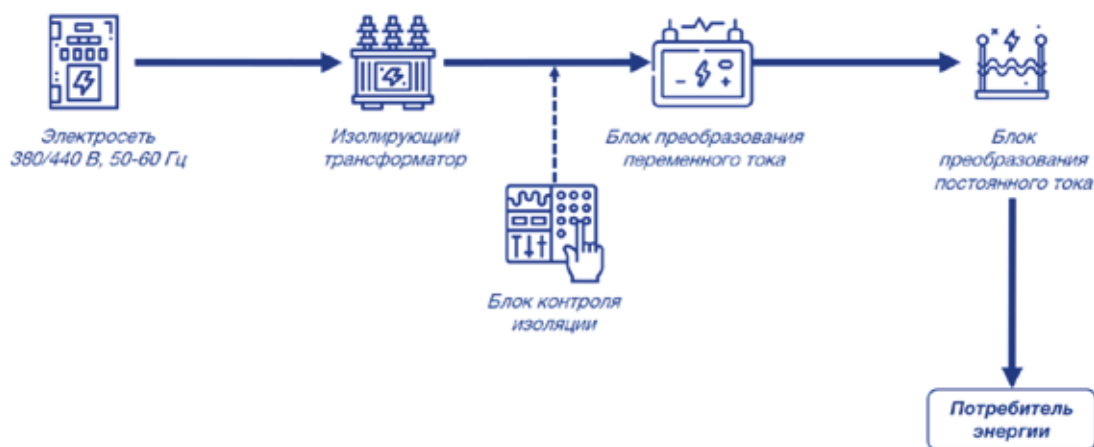 Электросеть
380/440 В, 50-60 Гц
Изолирующий
трансформатор
Блок преобразования
переменного тока
Блок
преобразования
постоянного тока
Блок контроля
изоляции
Потребитель
энергии